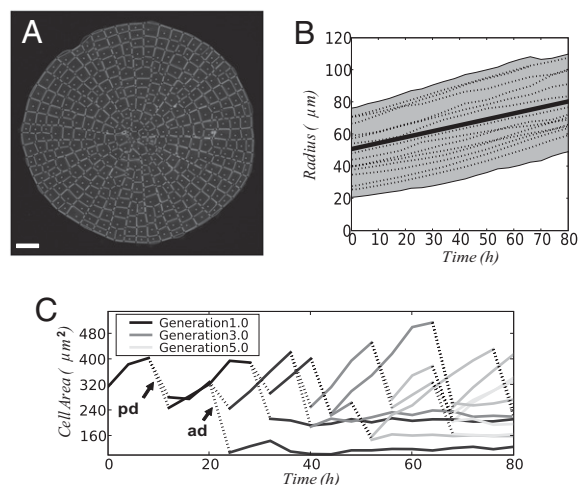 A
B
120
100
80
60
40
20
0
Radius ( μm)
0 10 20 30 40 50 60 70 80
Time (h)
C
480
400
320
240
160
Cell Area ( μm²)
Generation1.0
Generation3.0
Generation5.0
pd
ad
0 20 40 60 80
Time (h)